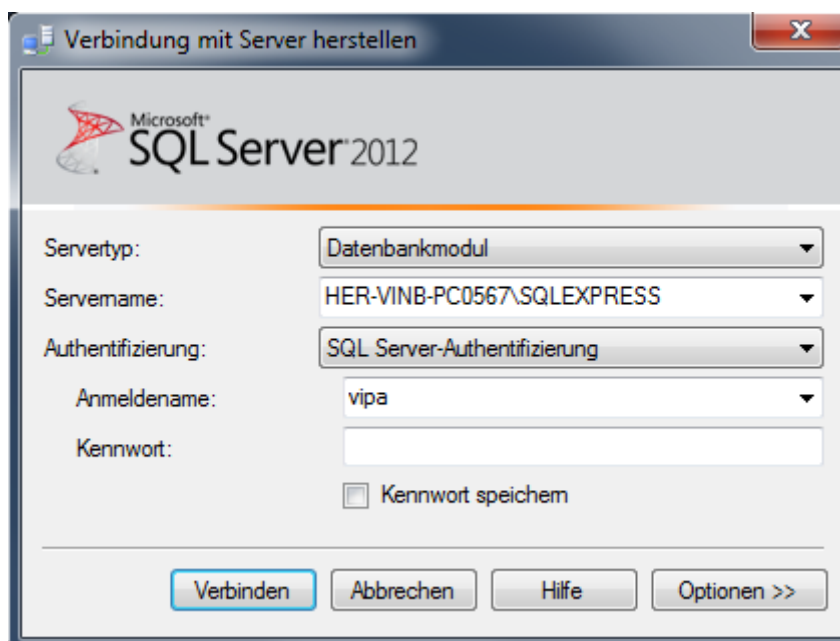 Verbindung mit Server herstellen
Microsoft®
SQL Server® 2012
Servertyp: Datenbankmodul
Servername: HER-VINB-PC0567\SQLEXPRESS
Authentifizierung: SQL Server-Authentifizierung
Anmeldename: vipa
Kennwort:
Kennwort speichern
Verbinden Abbrechen Hilfe Optionen >>